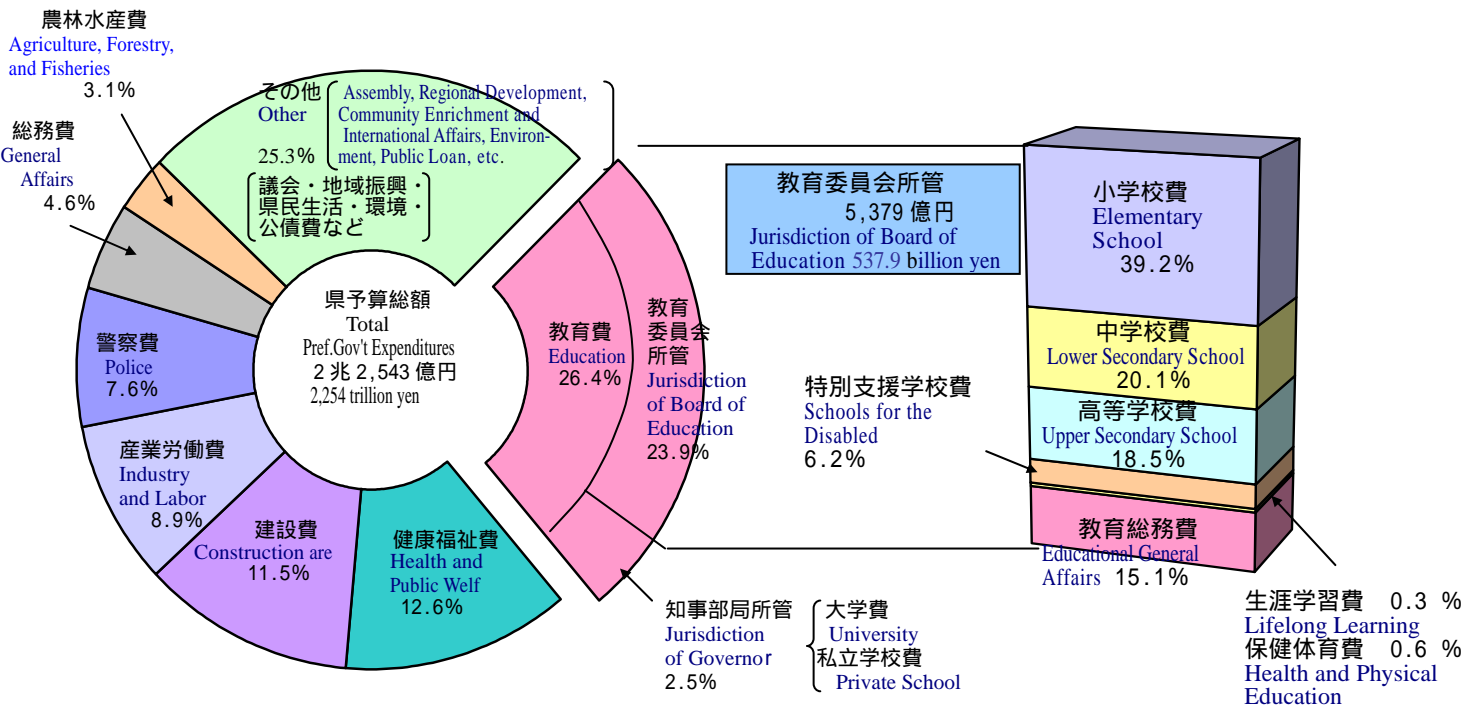 農林水産費
Agriculture, Forestry,
and Fisheries
3.1%
総務費
General
Affairs
4.6%
その他
Other
25.3%
Assembly, Regional Development,
Community Enrichment and
International Affairs, Environ-
ment, Public Loan, etc.
議会・地域振興・
県民生活・環境・
公債費など
警察費
Police
7.6%
産業労働費
Industry
and Labor
8.9%
建設費
Construction are
11.5%
健康福祉費
Health and
Public Welf
12.6%
県予算総額
Total
Pref.Gov't Expenditures
2 兆 2,543 億円
2,254 trillion yen
教育費
Education
26.4%
教育
委員会
所管
Jurisdiction
of Board of
Education
23.9%
知事部局所管
Jurisdiction
of Governor
2.5%
大学費
University
私立学校費
Private School
教育委員会所管
5,379 億円
Jurisdiction of Board of
Education 537.9 billion yen
小学校費
Elementary
School
39.2%
中学校費
Lower Secondary School
20.1%
高等学校費
Upper Secondary School
18.5%
特別支援学校費
Schools for the
Disabled
6.2%
教育総務費
Educational General
Affairs 15.1%
生涯学習費 0.3 %
Lifelong Learning
保健体育費 0.6 %
Health and Physical
Education